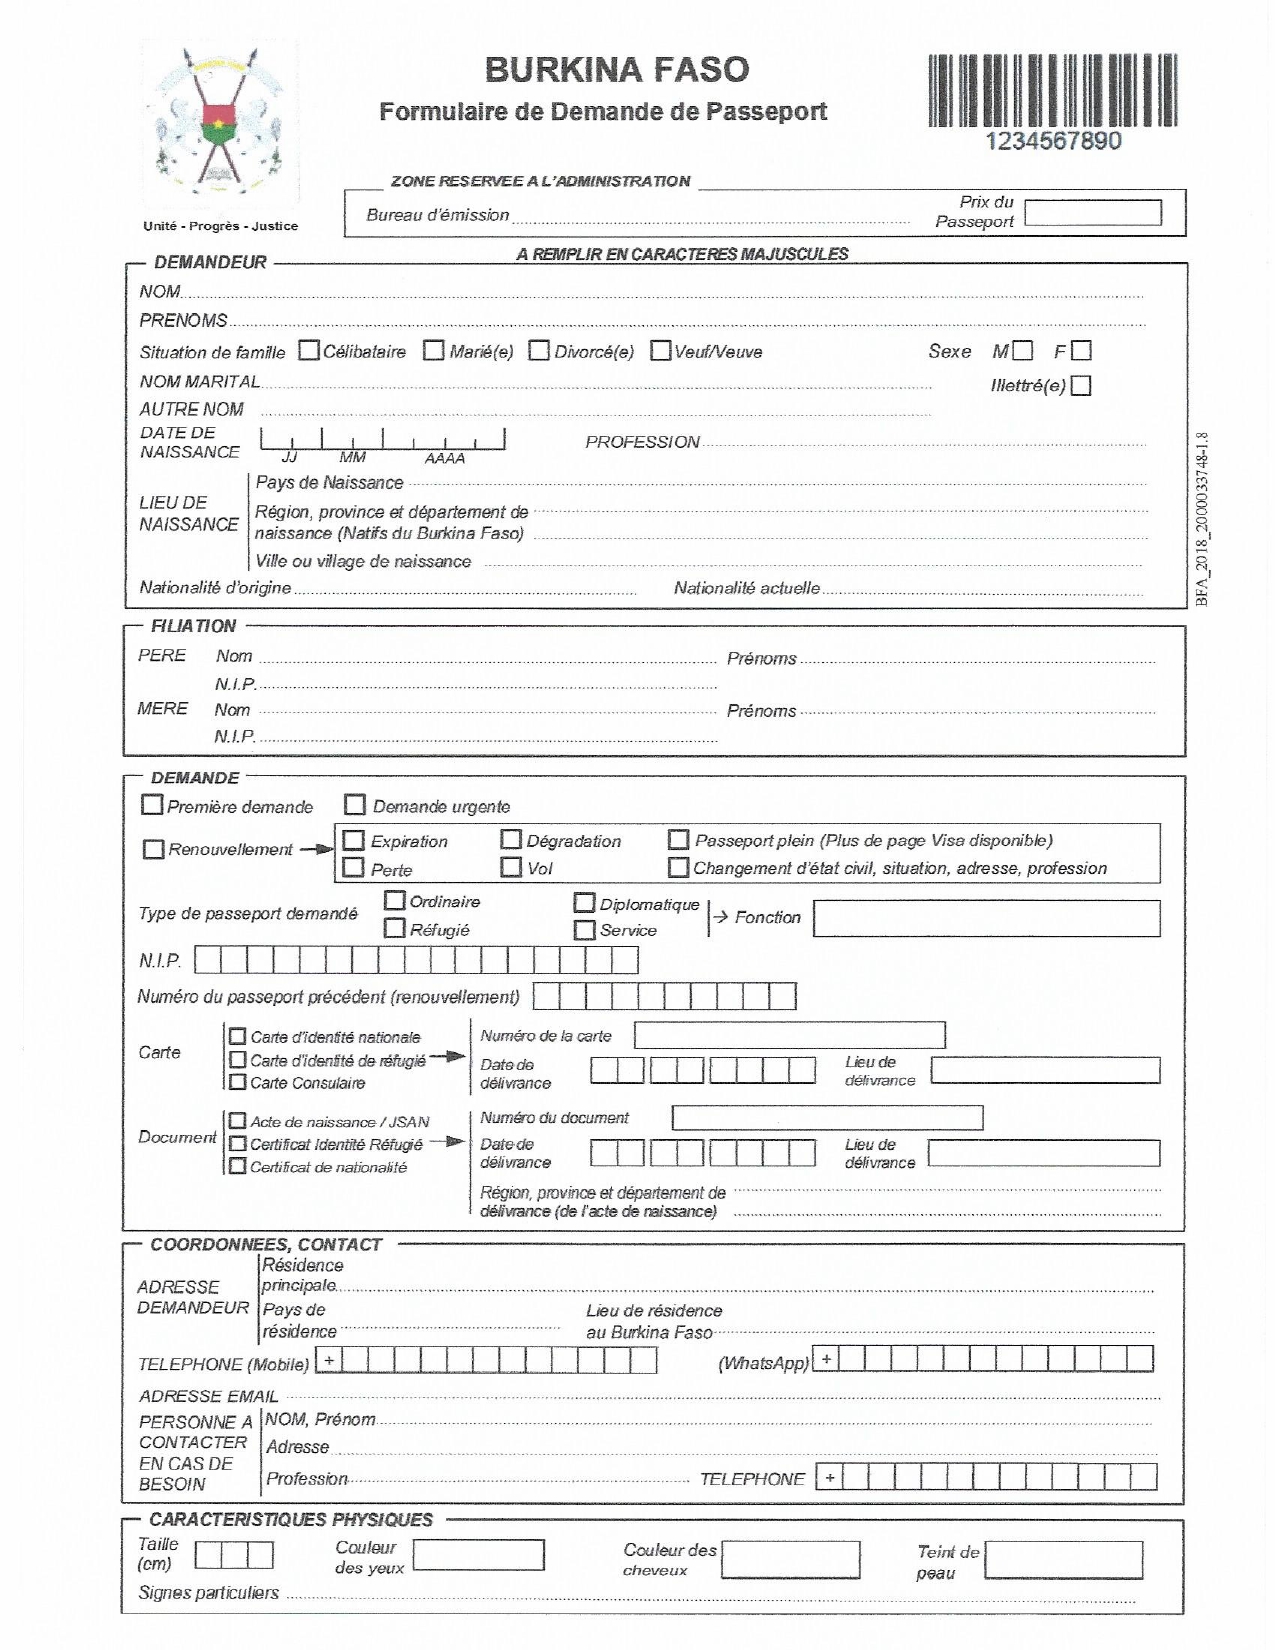 BURKINA FASO
Formulaire de Demande de Passeport
1234567890
Unité - Progrès - Justice
ZONE RESERVEE A L'ADMINISTRATION
Bureau d'émission
Prix du Passeport
A REMPLIR EN CARACTERES MAJUSCULES
DEMANDEUR
NOM
PRENOMS
Situation de famille Célibataire Marié(e) Divorcé(e) Veuf/Veuve Sexe M F
NOM MARITAL Illettré(e)
AUTRE NOM
DATE DE NAISSANCE JJ MM AAAA PROFESSION
LIEU DE NAISSANCE
Pays de Naissance
Région, province et département de
naissance (Natifs du Burkina Faso)
Ville ou village de naissance
Nationalité d'origine Nationalité actuelle
BFA_2018_2000033748-1.8
FILIATION
PERE Nom Prénoms
N.I.P.
MERE Nom Prénoms
N.I.P.
DEMANDE
Première demande Demande urgente
Renouvellement
Expiration Dégradation Passeport plein (Plus de page Visa disponible)
Perte Vol Changement d'état civil, situation, adresse, profession
Type de passeport demandé
Ordinaire Diplomatique
Réfugié Service
→ Fonction
N.I.P.
Numéro du passeport précédent (renouvellement)
Carte
Carte d'identité nationale
Carte d'identité de réfugié
Carte Consulaire
Numéro de la carte
Date de délivrance
Lieu de délivrance
Document
Acte de naissance / JSAN
Certificat Identité Réfugié
Certificat de nationalité
Numéro du document
Date de délivrance
Lieu de délivrance
Région, province et département de
délivrance (de l'acte de naissance)
COORDONNEES, CONTACT
ADRESSE DEMANDEUR
Résidence
principale
Pays de résidence
Lieu de résidence au Burkina Faso
TELEPHONE (Mobile) + (WhatsApp) +
ADRESSE EMAIL
PERSONNE A CONTACTER EN CAS DE BESOIN
NOM, Prénom
Adresse
Profession TELEPHONE +
CARACTERISTIQUES PHYSIQUES
Taille (cm)
Couleur des yeux
Couleur des cheveux
Teint de peau
Signes particuliers